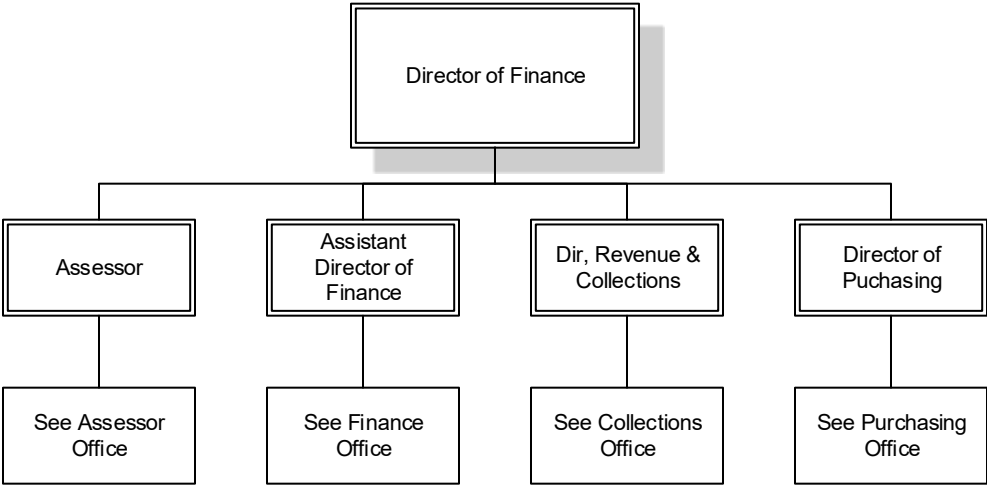 Director of Finance
Assessor
Assistant
Director of
Finance
Dir, Revenue &
Collections
Director of
Puchasing
See Assessor
Office
See Finance
Office
See Collections
Office
See Purchasing
Office